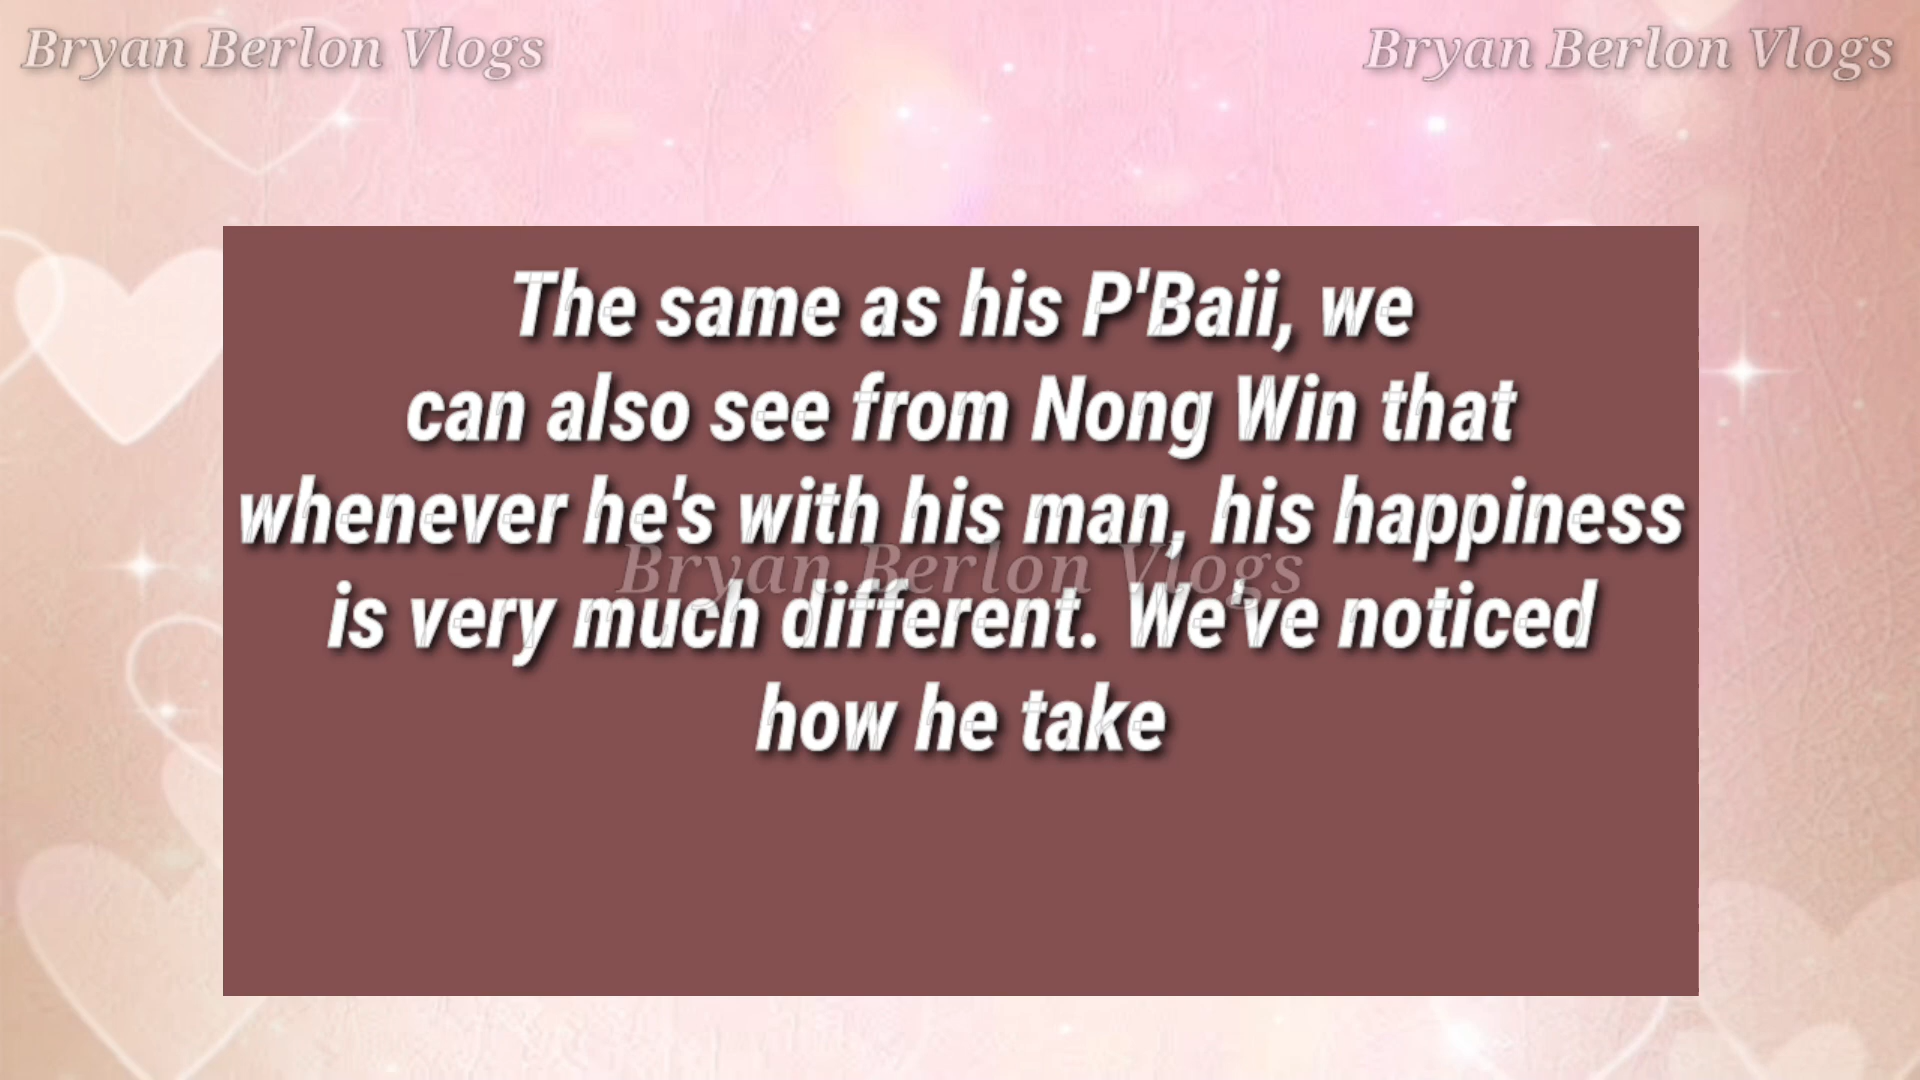 Bryan Berlon Vlogs
Bryan Berlon Vlogs
The same as his P'Baii, we
can also see from Nong Win that
whenever he's with his man, his happiness
Bryan Berlon Vlogs
is very much different. We've noticed
how he take